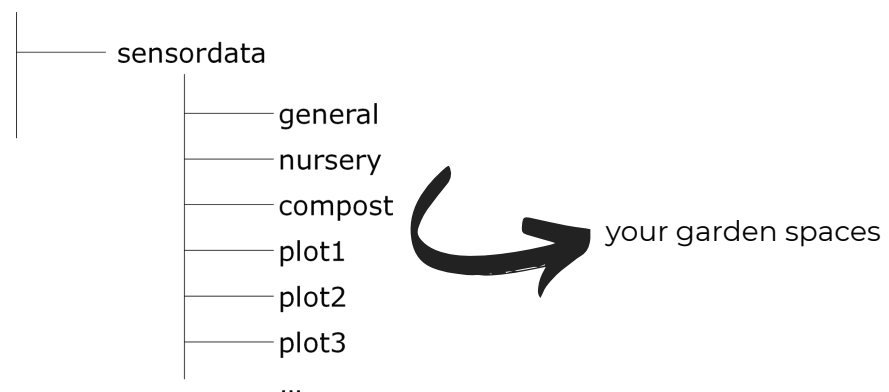 sensordata
general
nursery
compost
your garden spaces
plot1
plot2
plot3